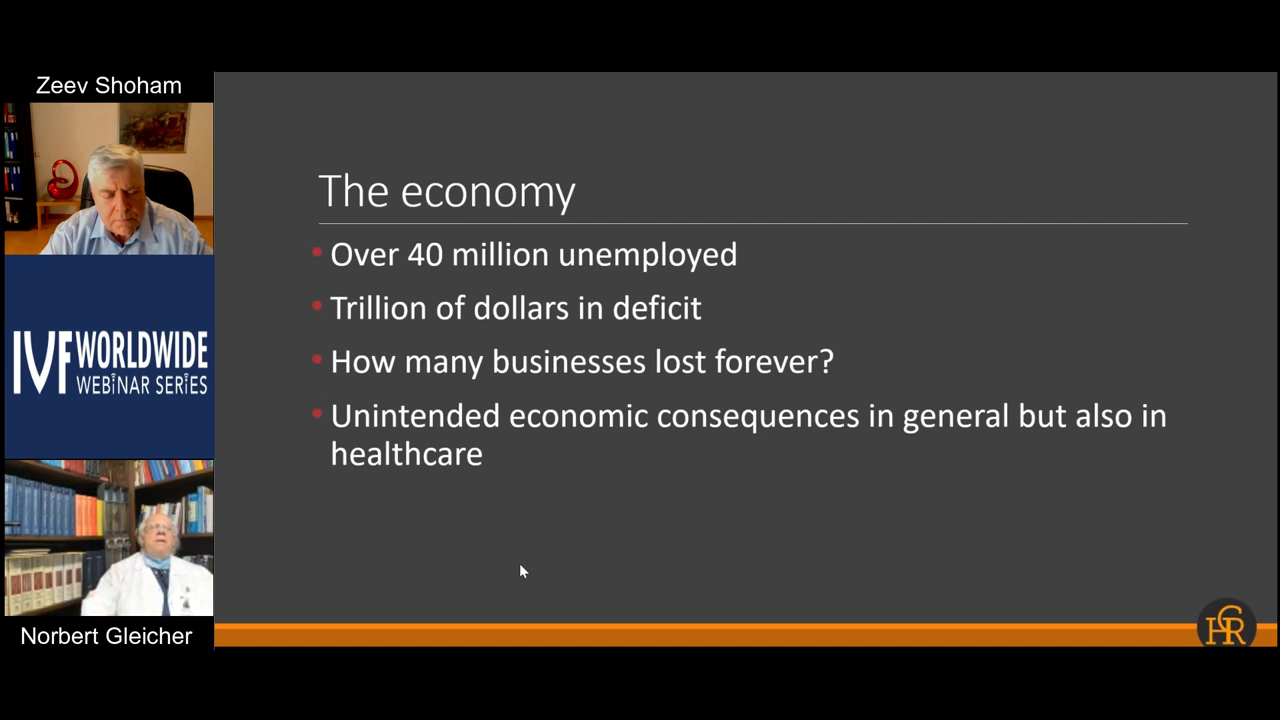 Zeev Shoham
IVF WORLDWIDE
WEBINAR SERIES
Norbert Gleicher
The economy
• Over 40 million unemployed
• Trillion of dollars in deficit
• How many businesses lost forever?
• Unintended economic consequences in general but also in
healthcare
CHR